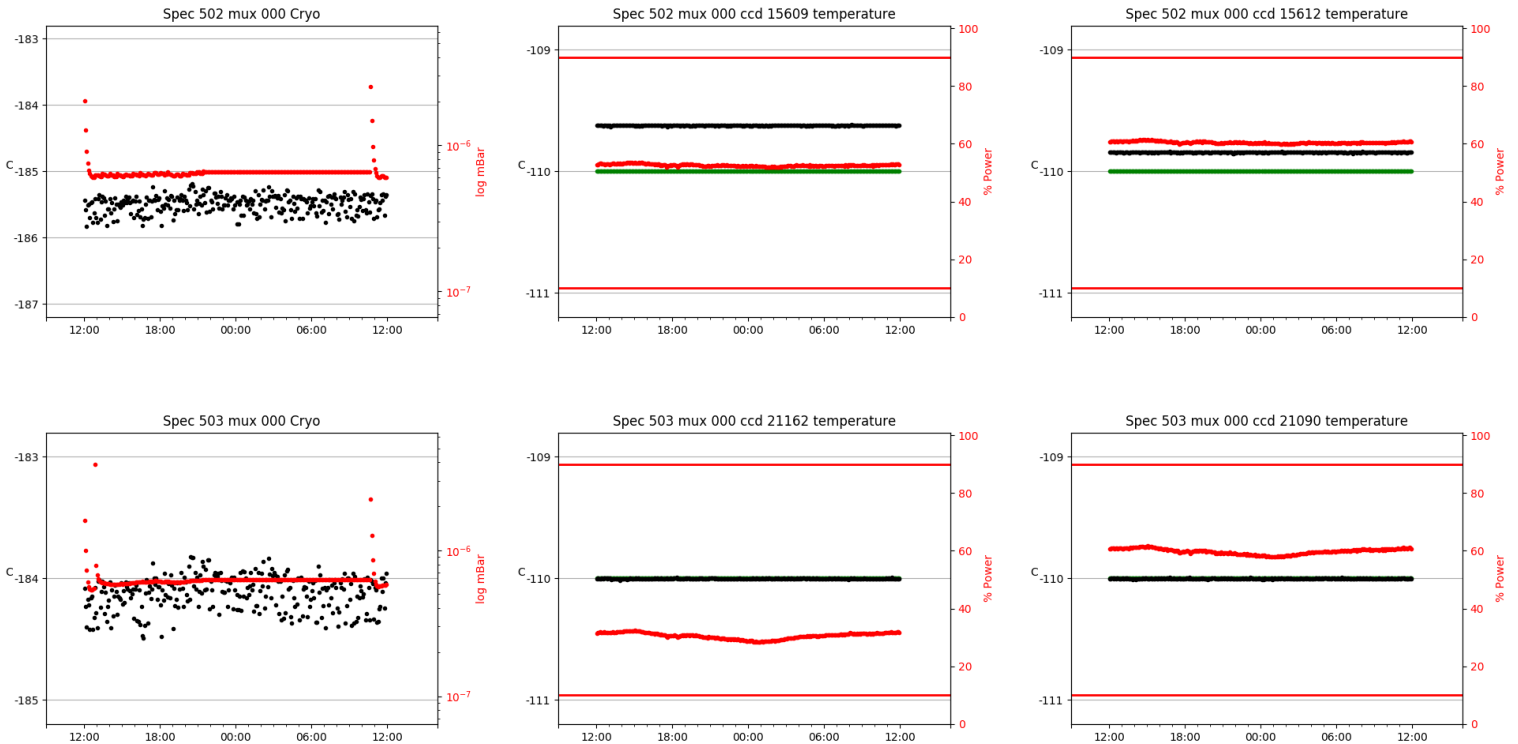 Spec 502 mux 000 Cryo
-183
-184
-185
-186
-187
C
10⁻⁶
10⁻⁷
log mBar
12:00 18:00 00:00 06:00 12:00
Spec 502 mux 000 ccd 15609 temperature
-109
-110
-111
C
100
80
60
40
20
0
% Power
12:00 18:00 00:00 06:00 12:00
Spec 502 mux 000 ccd 15612 temperature
-109
-110
-111
C
100
80
60
40
20
0
% Power
12:00 18:00 00:00 06:00 12:00
Spec 503 mux 000 Cryo
-183
-184
-185
C
10⁻⁶
10⁻⁷
log mBar
12:00 18:00 00:00 06:00 12:00
Spec 503 mux 000 ccd 21162 temperature
-109
-110
-111
C
100
80
60
40
20
0
% Power
12:00 18:00 00:00 06:00 12:00
Spec 503 mux 000 ccd 21090 temperature
-109
-110
-111
C
100
80
60
40
20
0
% Power
12:00 18:00 00:00 06:00 12:00